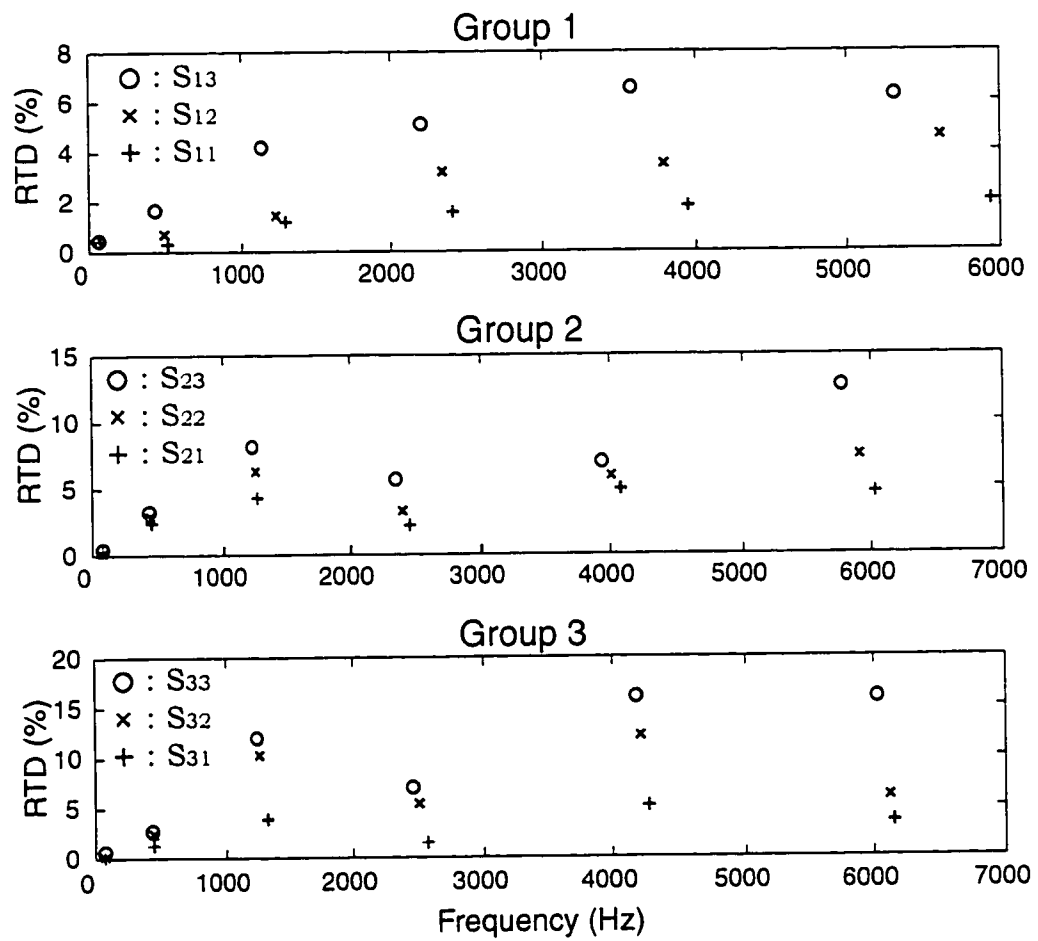 Group 1
8
6
4
2
0
RTD (%)
O : S13
× : S12
+ : S11
0 1000 2000 3000 4000 5000 6000
Group 2
15
10
5
0
RTD (%)
O : S23
× : S22
+ : S21
0 1000 2000 3000 4000 5000 6000 7000
Group 3
20
15
10
5
0
RTD (%)
O : S33
× : S32
+ : S31
0 1000 2000 3000 4000 5000 6000 7000
Frequency (Hz)